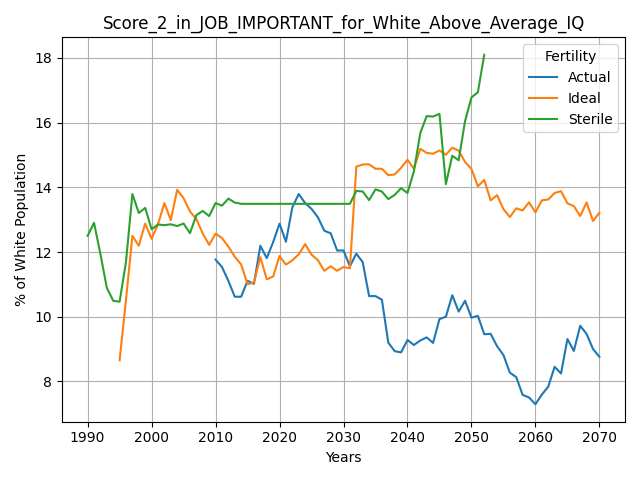 Score_2_in_JOB_IMPORTANT_for_White_Above_Average_IQ
Fertility
Actual
Ideal
Sterile
% of White Population
18
16
14
12
10
8
1990 2000 2010 2020 2030 2040 2050 2060 2070
Years